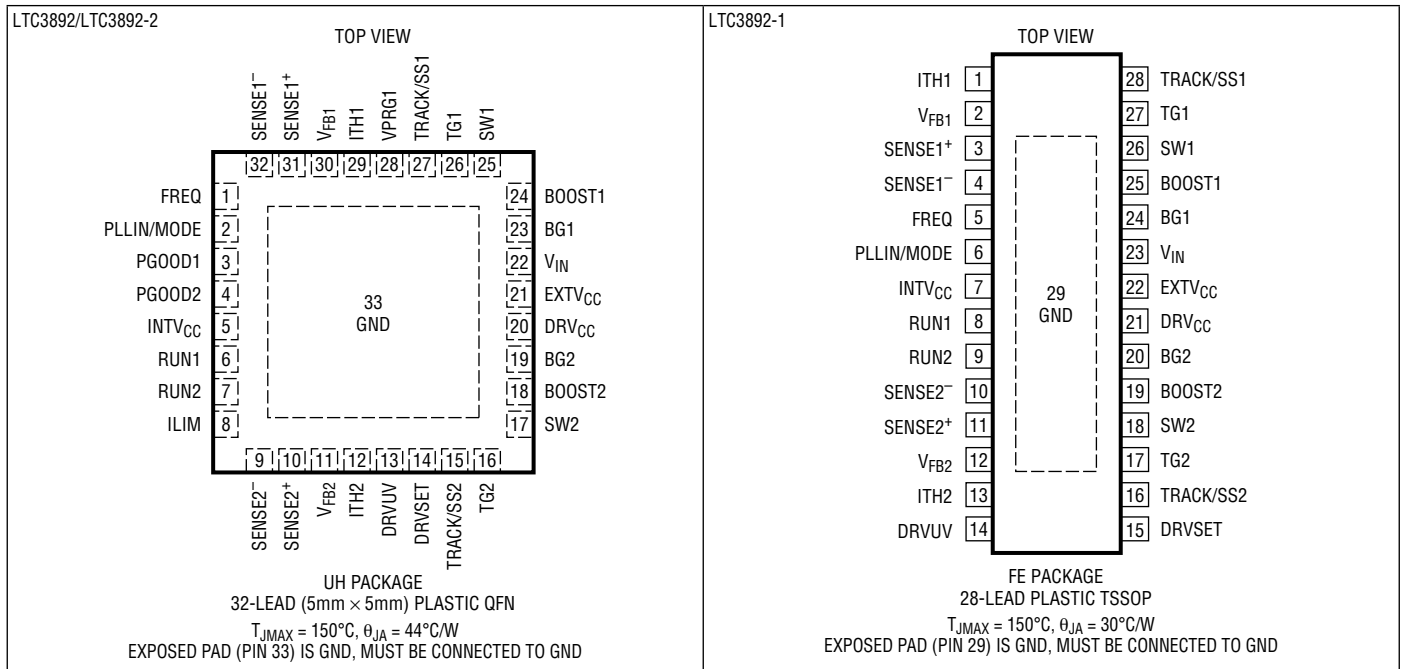 LTC3892/LTC3892-2
TOP VIEW
SENSE1–
SENSE1+
VFB1
ITH1
VPRG1
TRACK/SS1
TG1
SW1
32 31 30 29 28 27 26 25
FREQ 1
PLLIN/MODE 2
PGOOD1 3
PGOOD2 4
INTVCC 5
RUN1 6
RUN2 7
ILIM 8
33
GND
24 BOOST1
23 BG1
22 VIN
21 EXTVCC
20 DRVCC
19 BG2
18 BOOST2
17 SW2
9 10 11 12 13 14 15 16
SENSE2–
SENSE2+
VFB2
ITH2
DRVUV
DRVSET
TRACK/SS2
TG2
UH PACKAGE
32-LEAD (5mm × 5mm) PLASTIC QFN
TJMAX = 150°C, θJA = 44°C/W
EXPOSED PAD (PIN 33) IS GND, MUST BE CONNECTED TO GND
LTC3892-1
TOP VIEW
ITH1 1
VFB1 2
SENSE1+ 3
SENSE1– 4
FREQ 5
PLLIN/MODE 6
INTVCC 7
RUN1 8
RUN2 9
SENSE2– 10
SENSE2+ 11
VFB2 12
ITH2 13
DRVUV 14
29
GND
28 TRACK/SS1
27 TG1
26 SW1
25 BOOST1
24 BG1
23 VIN
22 EXTVCC
21 DRVCC
20 BG2
19 BOOST2
18 SW2
17 TG2
16 TRACK/SS2
15 DRVSET
FE PACKAGE
28-LEAD PLASTIC TSSOP
TJMAX = 150°C, θJA = 30°C/W
EXPOSED PAD (PIN 29) IS GND, MUST BE CONNECTED TO GND